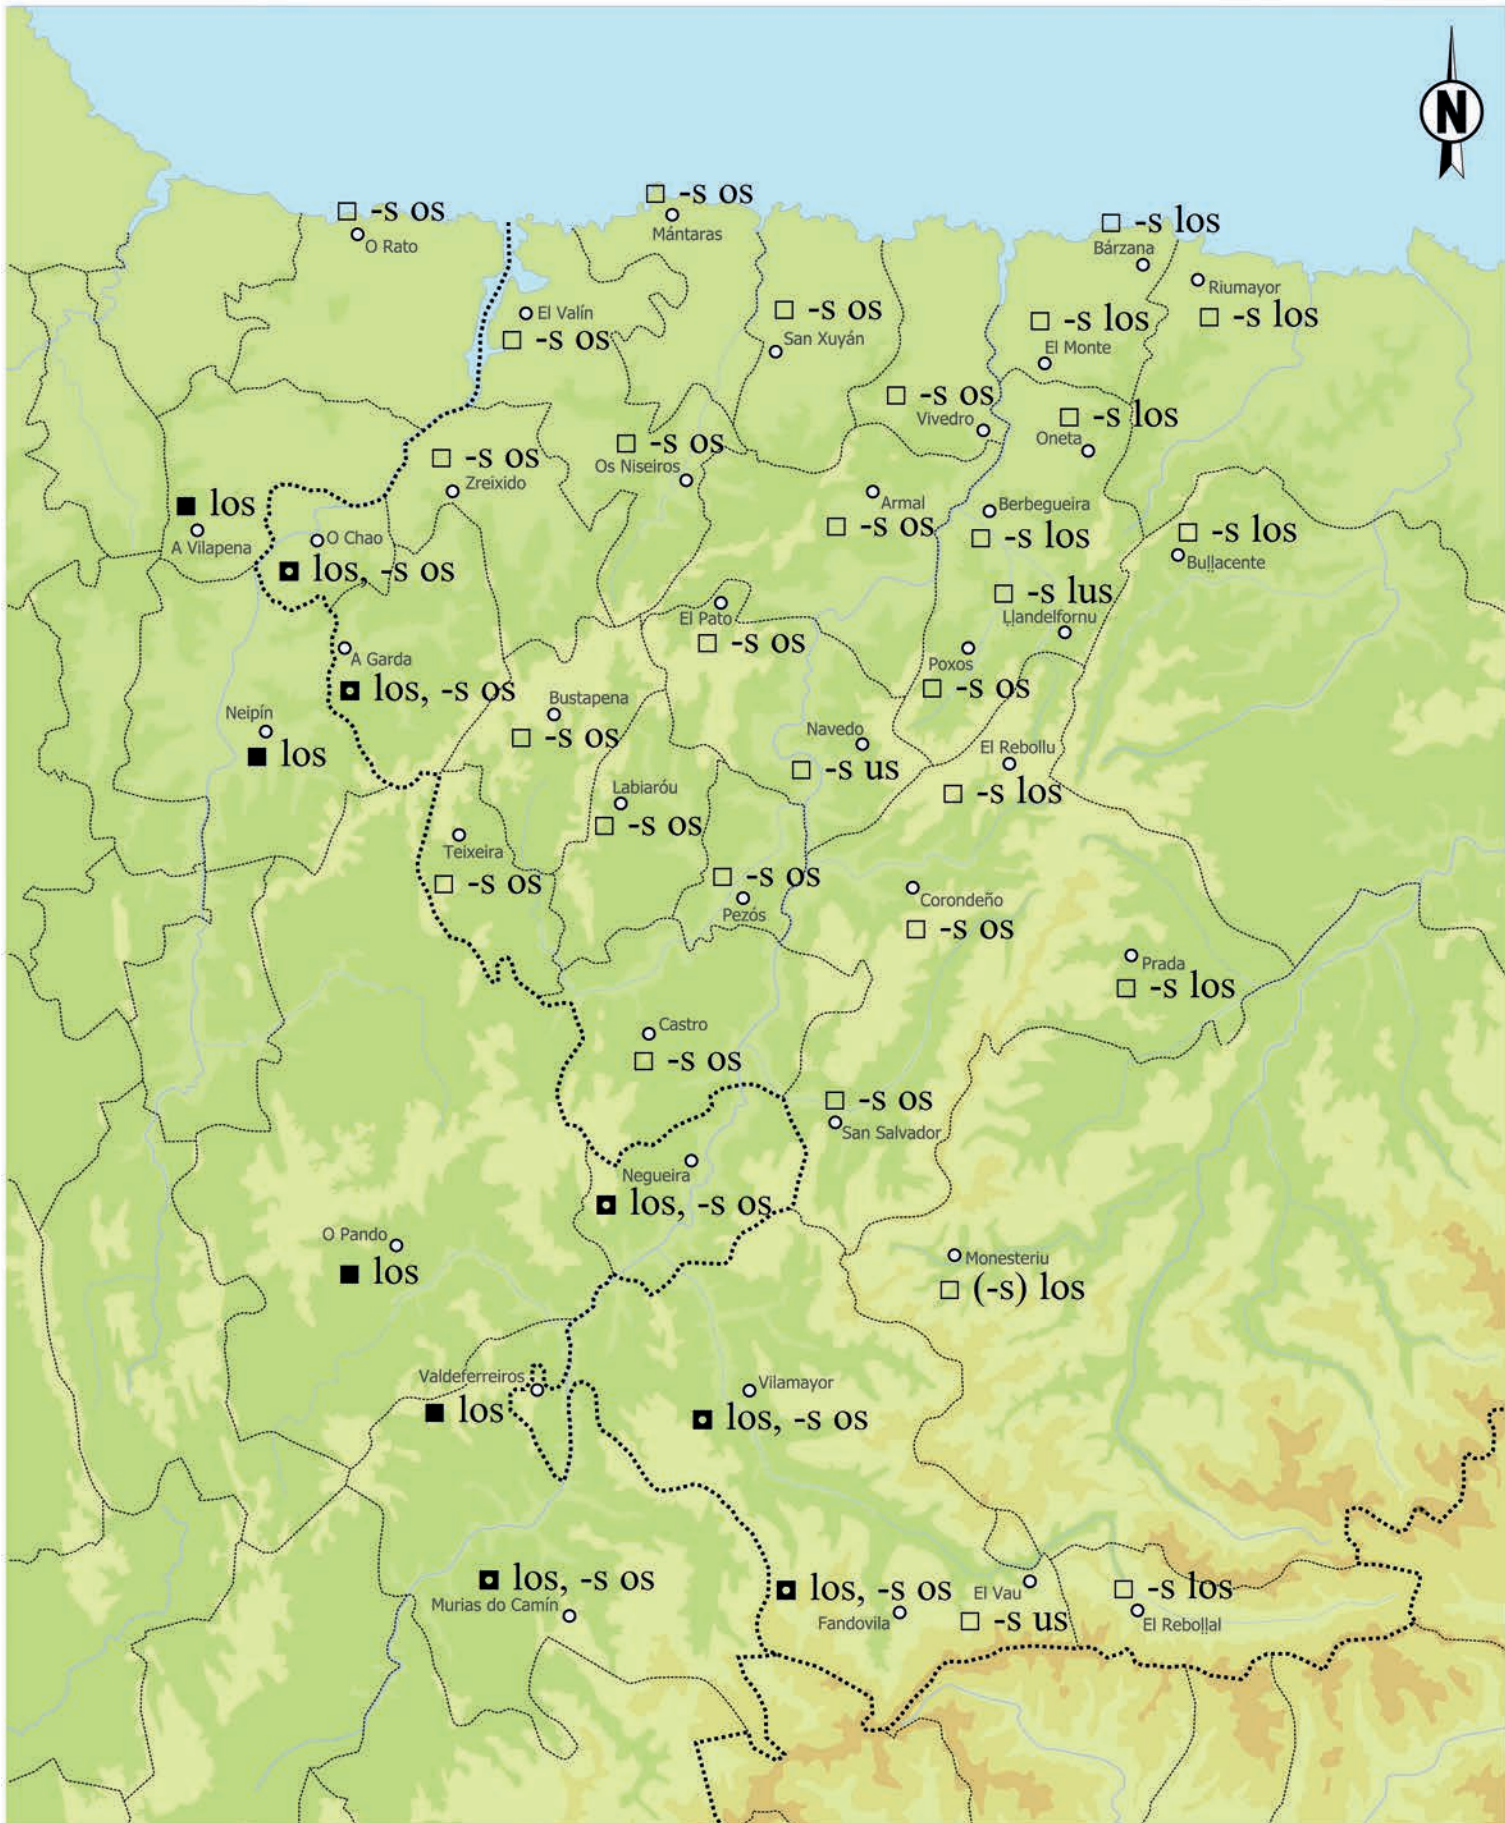 N
□ -s os
Mántaras
□ -s os
O Rato
□ -s los
Bárzana
Riumayor
□ -s los
El Valín
□ -s os
□ -s os
San Xuyán
□ -s los
El Monte
□ -s os
Vivedro
□ -s los
Oneta
□ -s os
Os Niseiros
□ -s os
Zreixido
■ los
A Vilapena
O Chao
◘ los, -s os
Armal
□ -s os
Berbegueira
□ -s los
□ -s los
Buḷḷacente
□ -s lus
Ḷḷandelfornu
El Pato
□ -s os
A Garda
◘ los, -s os
Poxos
□ -s os
Neipín
■ los
Bustapena
□ -s os
Navedo
□ -s us
El Rebollu
□ -s los
Labiaróu
□ -s os
Teixeira
□ -s os
□ -s os
Pezós
Corondeño
□ -s os
Prada
□ -s los
Castro
□ -s os
□ -s os
San Salvador
Negueira
◘ los, -s os
O Pando
■ los
Monesteriu
□ (-s) los
Valdeferreiros
■ los
Vilamayor
◘ los, -s os
◘ los, -s os
Murias do Camín
◘ los, -s os
Fandovila
El Vau
□ -s us
□ -s los
El Reboḷḷal